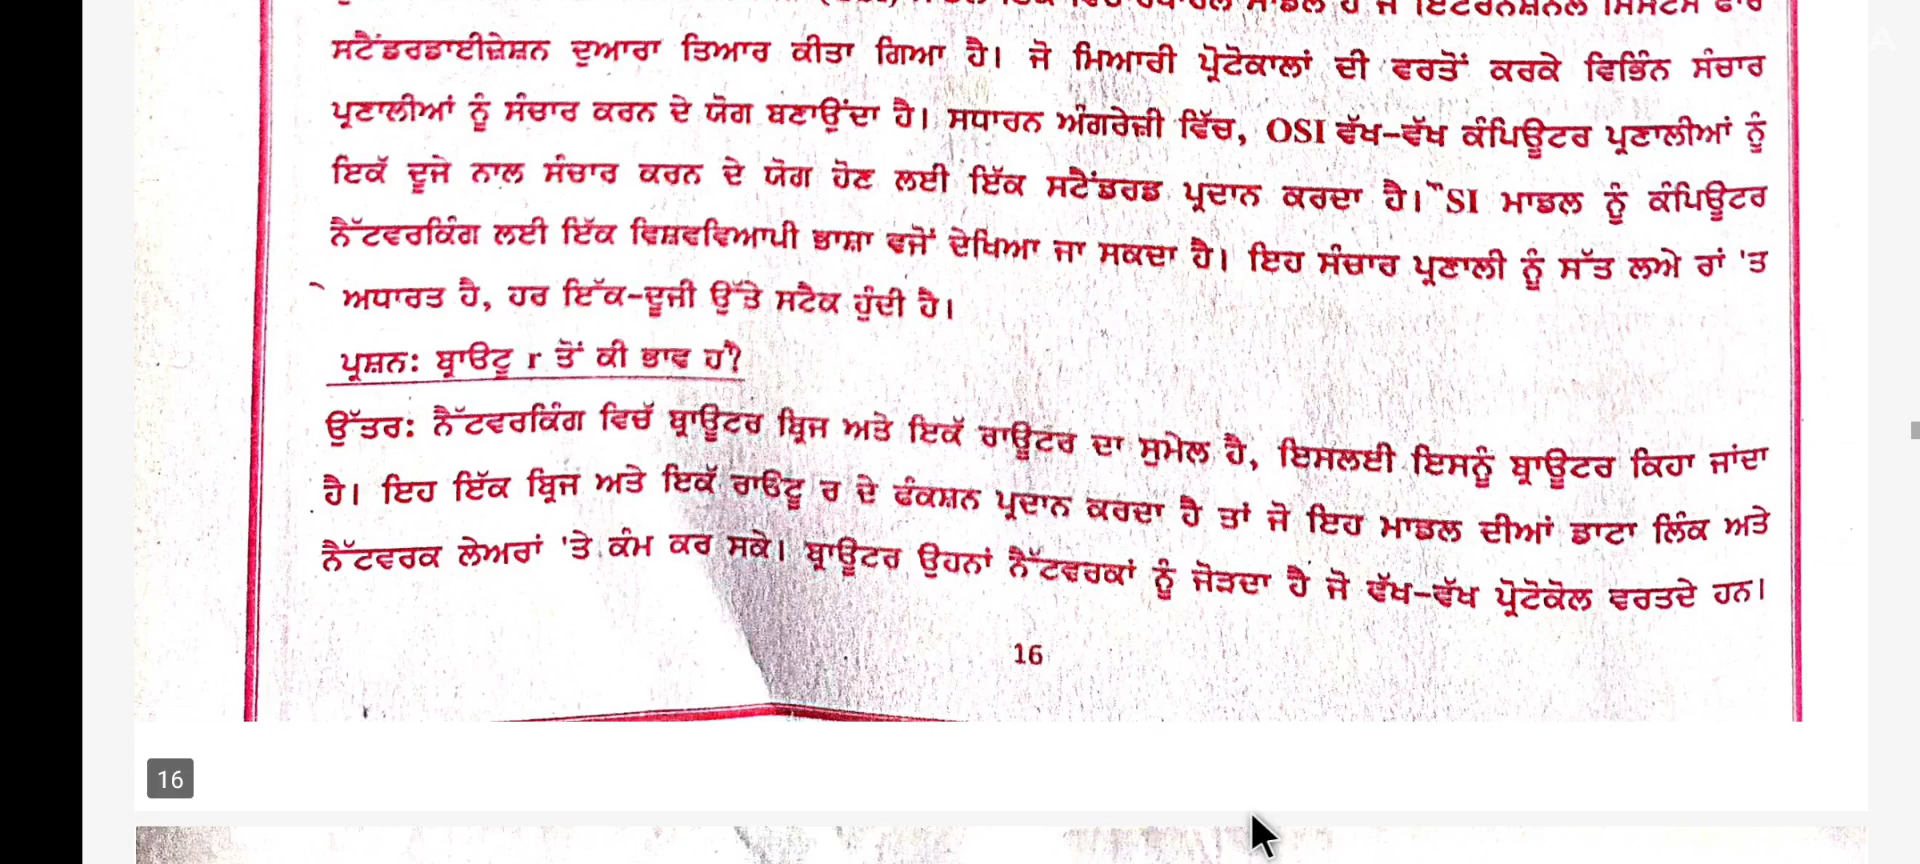 ਸਟੈਂਡਰਡਾਈਜ਼ੇਸ਼ਨ ਦੁਆਰਾ ਤਿਆਰ ਕੀਤਾ ਗਿਆ ਹੈ। ਜੋ ਮਿਆਰੀ ਪ੍ਰੋਟੋਕਾਲਾਂ ਦੀ ਵਰਤੋਂ ਕਰਕੇ ਵਿਭਿੰਨ ਸੰਚਾਰ
ਪ੍ਰਣਾਲੀਆਂ ਨੂੰ ਸੰਚਾਰ ਕਰਨ ਦੇ ਯੋਗ ਬਣਾਉਂਦਾ ਹੈ। ਸਧਾਰਨ ਅੰਗਰੇਜ਼ੀ ਵਿੱਚ, OSI ਵੱਖ-ਵੱਖ ਕੰਪਿਊਟਰ ਪ੍ਰਣਾਲੀਆਂ ਨੂੰ
ਇਕੱ ਦੂਜੇ ਨਾਲ ਸੰਚਾਰ ਕਰਨ ਦੇ ਯੋਗ ਹੋਣ ਲਈ ਇੱਕ ਸਟੈਂਡਰਡ ਪ੍ਰਦਾਨ ਕਰਦਾ ਹੈ। SI ਮਾਡਲ ਨੂੰ ਕੰਪਿਊਟਰ
ਨੈੱਟਵਰਕਿੰਗ ਲਈ ਇੱਕ ਵਿਸ਼ਵਵਿਆਪੀ ਭਾਸ਼ਾ ਵਜੋਂ ਦੇਖਿਆ ਜਾ ਸਕਦਾ ਹੈ। ਇਹ ਸੰਚਾਰ ਪ੍ਰਣਾਲੀ ਨੂੰ ਸੱਤ ਲਅੇ ਰਾਂ 'ਤ
ਅਧਾਰਤ ਹੈ, ਹਰ ਇੱਕ-ਦੂਜੀ ਉੱਤੇ ਸਟੈਕ ਹੁੰਦੀ ਹੈ।
ਪ੍ਰਸ਼ਨ: ਬ੍ਰਾਓਟੂ r ਤੋਂ ਕੀ ਭਾਵ ਹੈ?
ਉੱਤਰ: ਨੈੱਟਵਰਕਿੰਗ ਵਿਚੱ ਬ੍ਰਾਊਟਰ ਬ੍ਰਿਜ ਅਤੇ ਇਕੱ ਰਾਊਟਰ ਦਾ ਸੁਮੇਲ ਹੈ, ਇਸਲਈ ਇਸਨੂੰ ਬ੍ਰਾਊਟਰ ਕਿਹਾ ਜਾਂਦਾ
ਹੈ। ਇਹ ਇੱਕ ਬ੍ਰਿਜ ਅਤੇ ਇਕੱ ਰਾਓਟੂ ਰ ਦੇ ਫੰਕਸ਼ਨ ਪ੍ਰਦਾਨ ਕਰਦਾ ਹੈ ਤਾਂ ਜੋ ਇਹ ਮਾਡਲ ਦੀਆਂ ਡਾਟਾ ਲਿੰਕ ਅਤੇ
ਨੈੱਟਵਰਕ ਲੇਅਰਾਂ 'ਤੇ ਕੰਮ ਕਰ ਸਕੇ। ਬ੍ਰਾਊਟਰ ਉਹਨਾਂ ਨੈੱਟਵਰਕਾਂ ਨੂੰ ਜੋੜਦਾ ਹੈ ਜੋ ਵੱਖ-ਵੱਖ ਪ੍ਰੋਟੋਕੋਲ ਵਰਤਦੇ ਹਨ।
16
16